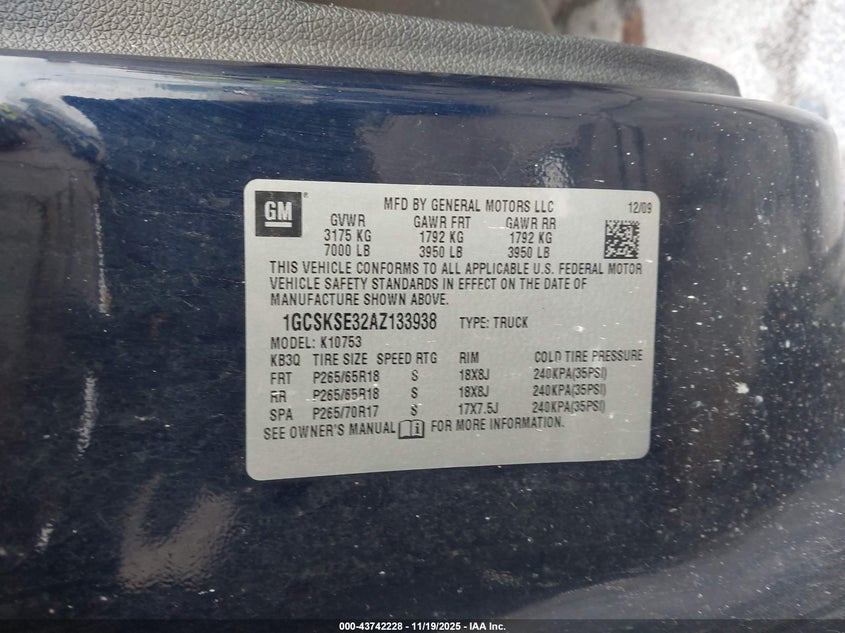 GM ®
MFD BY GENERAL MOTORS LLC 12/09
GVWR GAWR FRT GAWR RR
3175 KG 1792 KG 1792 KG
7000 LB 3950 LB 3950 LB
THIS VEHICLE CONFORMS TO ALL APPLICABLE U.S. FEDERAL MOTOR
VEHICLE SAFETY STANDARDS IN EFFECT ON THE DATE OF
MANUFACTURE SHOWN ABOVE.
1GCSKSE32AZ133938 TYPE: TRUCK
MODEL: K10753
KB3Q TIRE SIZE SPEED RTG RIM COLD TIRE PRESSURE
FRT P265/65R18 S 18X8J 240KPA(35PSI)
RR P265/65R18 S 18X8J 240KPA(35PSI)
SPA P265/70R17 S 17X7.5J 240KPA(35PSI)
SEE OWNER'S MANUAL i FOR MORE INFORMATION.
000-43742228 - 11/19/2025 - IAA Inc.